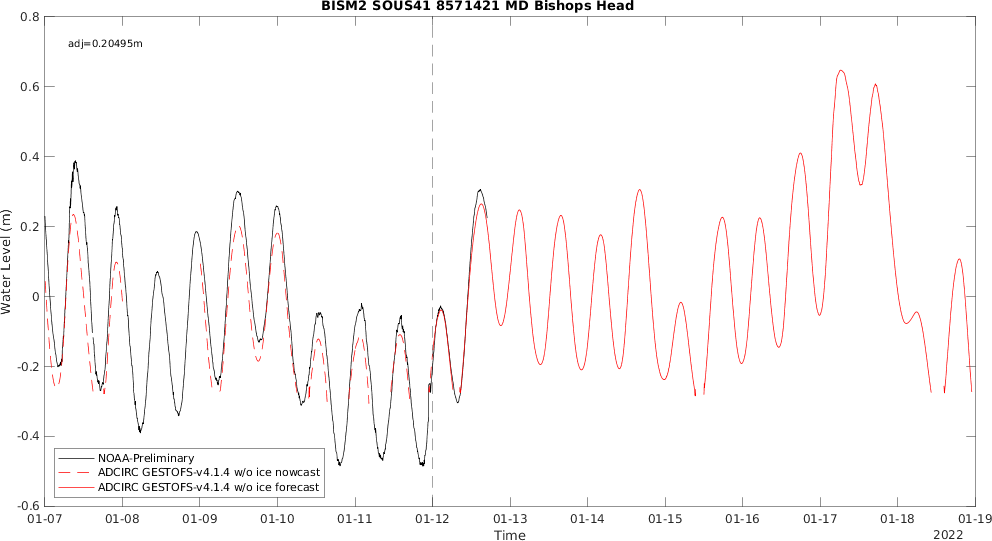 BISM2 SOUS41 8571421 MD Bishops Head
adj=0.20495m
Water Level (m)
0.8
0.6
0.4
0.2
0
-0.2
-0.4
-0.6
NOAA-Preliminary
ADCIRC GESTOFS-v4.1.4 w/o ice nowcast
ADCIRC GESTOFS-v4.1.4 w/o ice forecast
01-07 01-08 01-09 01-10 01-11 01-12 01-13 01-14 01-15 01-16 01-17 01-18 01-19
Time
2022